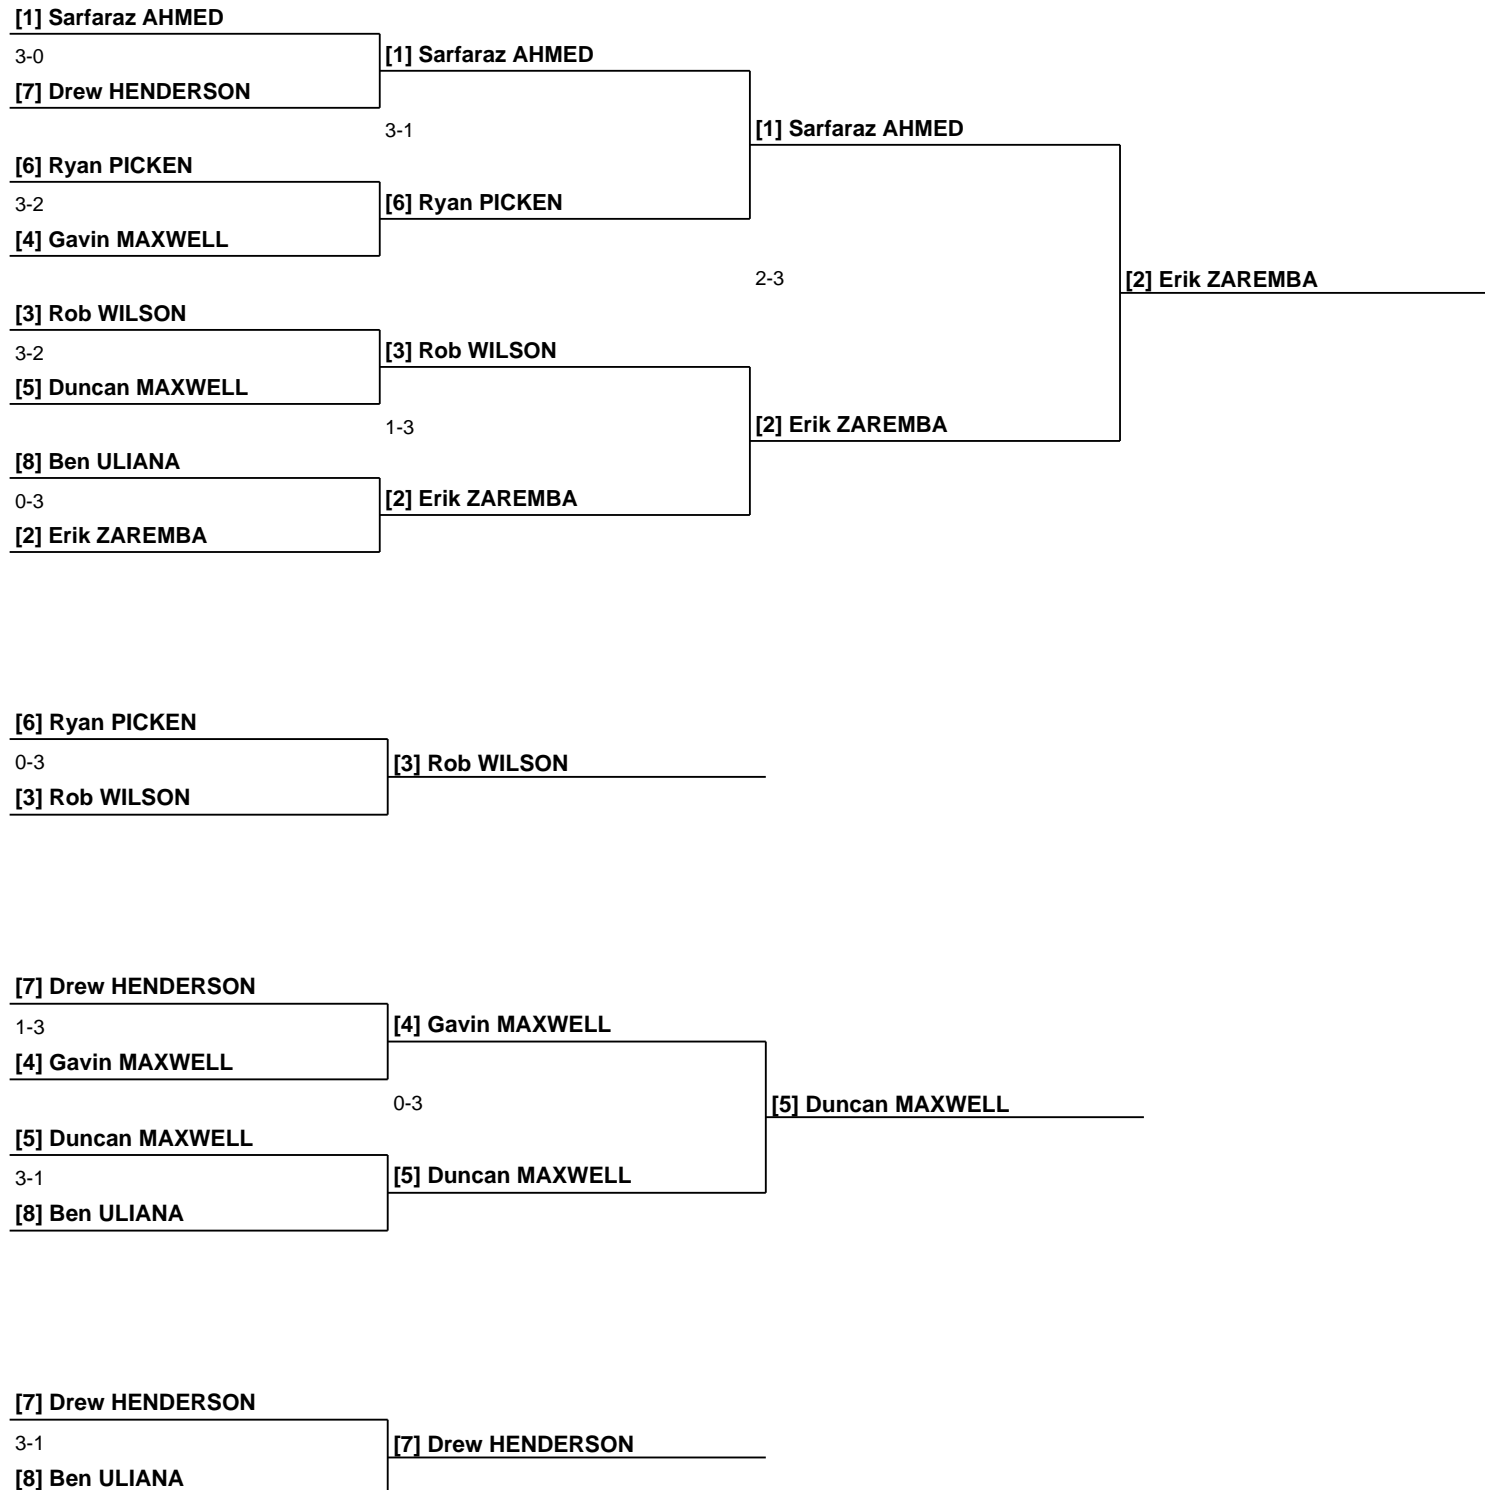 [1] Sarfaraz AHMED
3-0
[1] Sarfaraz AHMED
[7] Drew HENDERSON
3-1
[1] Sarfaraz AHMED
[6] Ryan PICKEN
3-2
[6] Ryan PICKEN
[4] Gavin MAXWELL
2-3
[2] Erik ZAREMBA
[3] Rob WILSON
3-2
[3] Rob WILSON
[5] Duncan MAXWELL
1-3
[2] Erik ZAREMBA
[8] Ben ULIANA
0-3
[2] Erik ZAREMBA
[2] Erik ZAREMBA
[6] Ryan PICKEN
0-3
[3] Rob WILSON
[3] Rob WILSON
[7] Drew HENDERSON
1-3
[4] Gavin MAXWELL
[4] Gavin MAXWELL
0-3
[5] Duncan MAXWELL
[5] Duncan MAXWELL
3-1
[5] Duncan MAXWELL
[8] Ben ULIANA
[7] Drew HENDERSON
3-1
[7] Drew HENDERSON
[8] Ben ULIANA